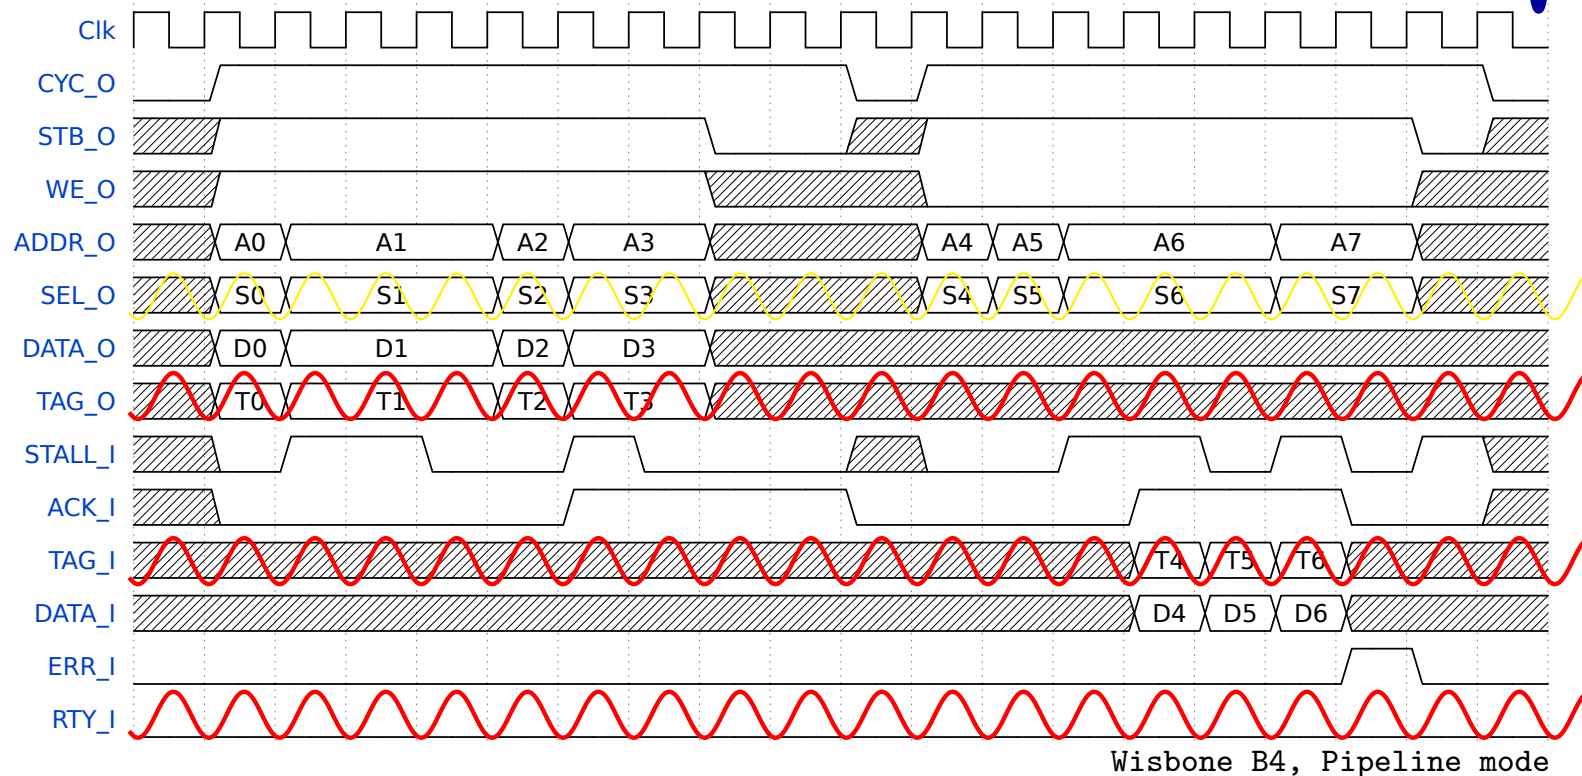 Clk
CYC_O
STB_O
WE_O
ADDR_O A0 A1 A2 A3 A4 A5 A6 A7
SEL_O S0 S1 S2 S3 S4 S5 S6 S7
DATA_O D0 D1 D2 D3
TAG_O T0 T1 T2 T3
STALL_I
ACK_I
TAG_I T4 T5 T6
DATA_I D4 D5 D6
ERR_I
RTY_I
Wisbone B4, Pipeline mode